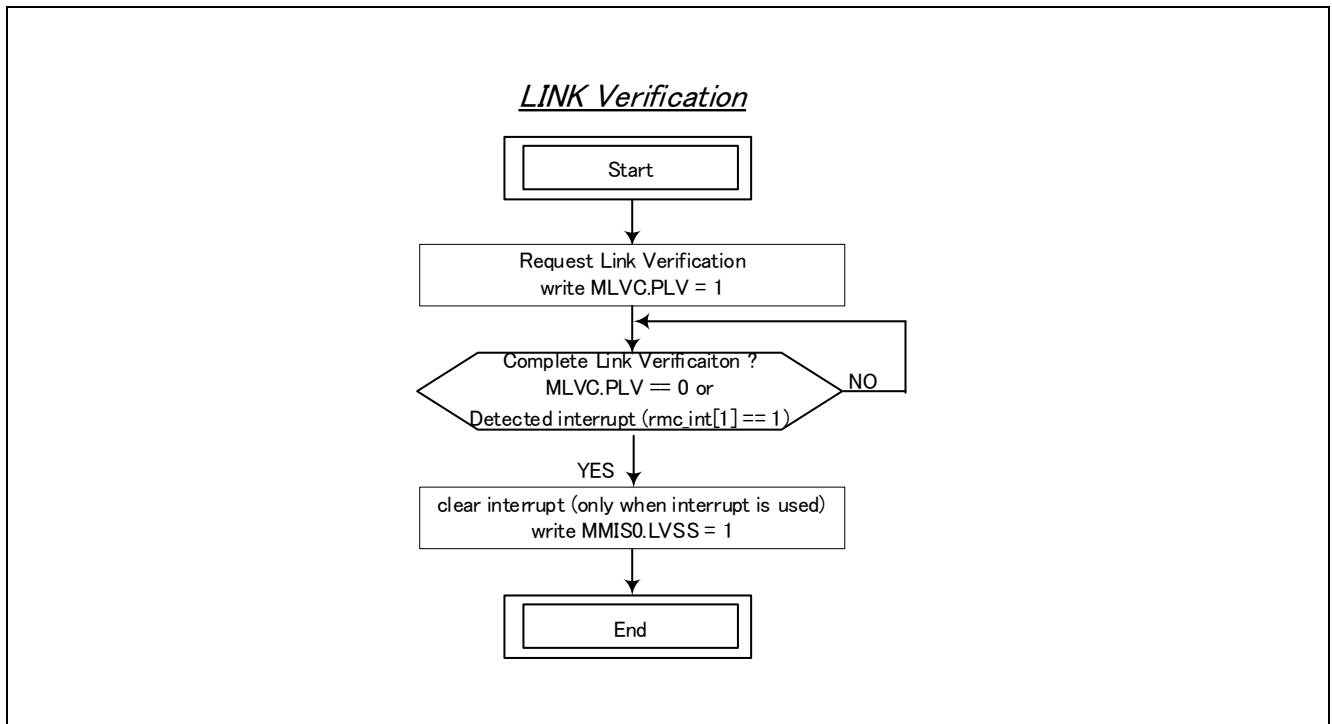 LINK Verification
Start
Request Link Verification
write MLVC.PLV = 1
Complete Link Verificaiton ?
MLVC.PLV == 0 or
Detected interrupt (rmc_int[1] == 1)
NO
YES
clear interrupt (only when interrupt is used)
write MMIS0.LVSS = 1
End